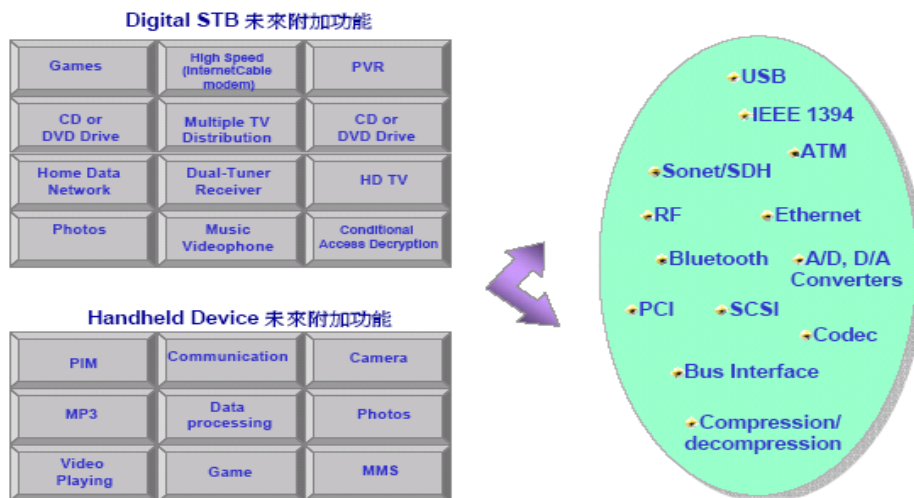 Digital STB 未來附加功能
Games
High Speed
(InternetCable
modem)
PVR
CD or
DVD Drive
Multiple TV
Distribution
CD or
DVD Drive
Home Data
Network
Dual-Tuner
Receiver
HD TV
Photos
Music
Videophone
Conditional
Access Decryption
Handheld Device 未來附加功能
PIM
Communication
Camera
MP3
Data
processing
Photos
Video
Playing
Game
MMS
USB
IEEE 1394
ATM
Sonet/SDH
RF
Ethernet
Bluetooth
A/D, D/A
Converters
PCI
SCSI
Codec
Bus Interface
Compression/
decompression